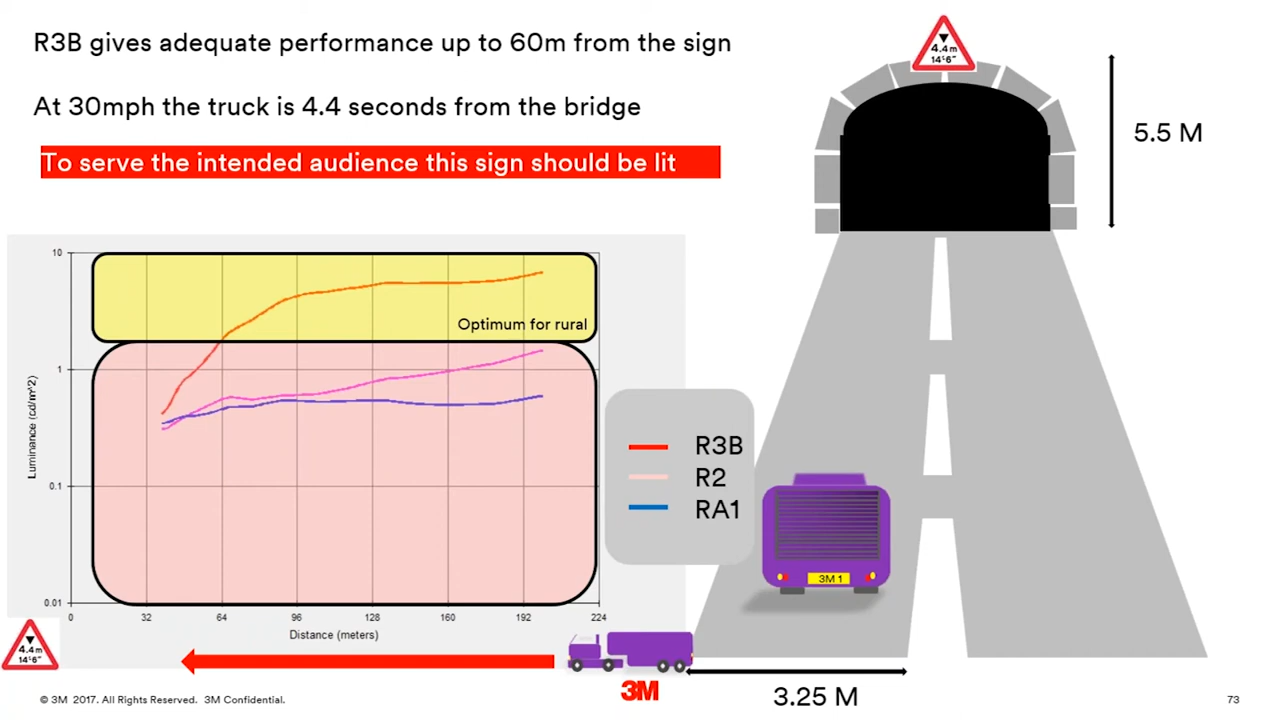 R3B gives adequate performance up to 60m from the sign
At 30mph the truck is 4.4 seconds from the bridge
To serve the intended audience this sign should be lit
4.4m
14'6"
5.5 M
10
1
0.1
0.01
Luminance (cd/m^2)
Optimum for rural
0 32 64 96 128 160 192 224
Distance (meters)
R3B
R2
RA1
3M 1
4.4m
14'6"
3M
3.25 M
© 3M 2017. All Rights Reserved. 3M Confidential.
73